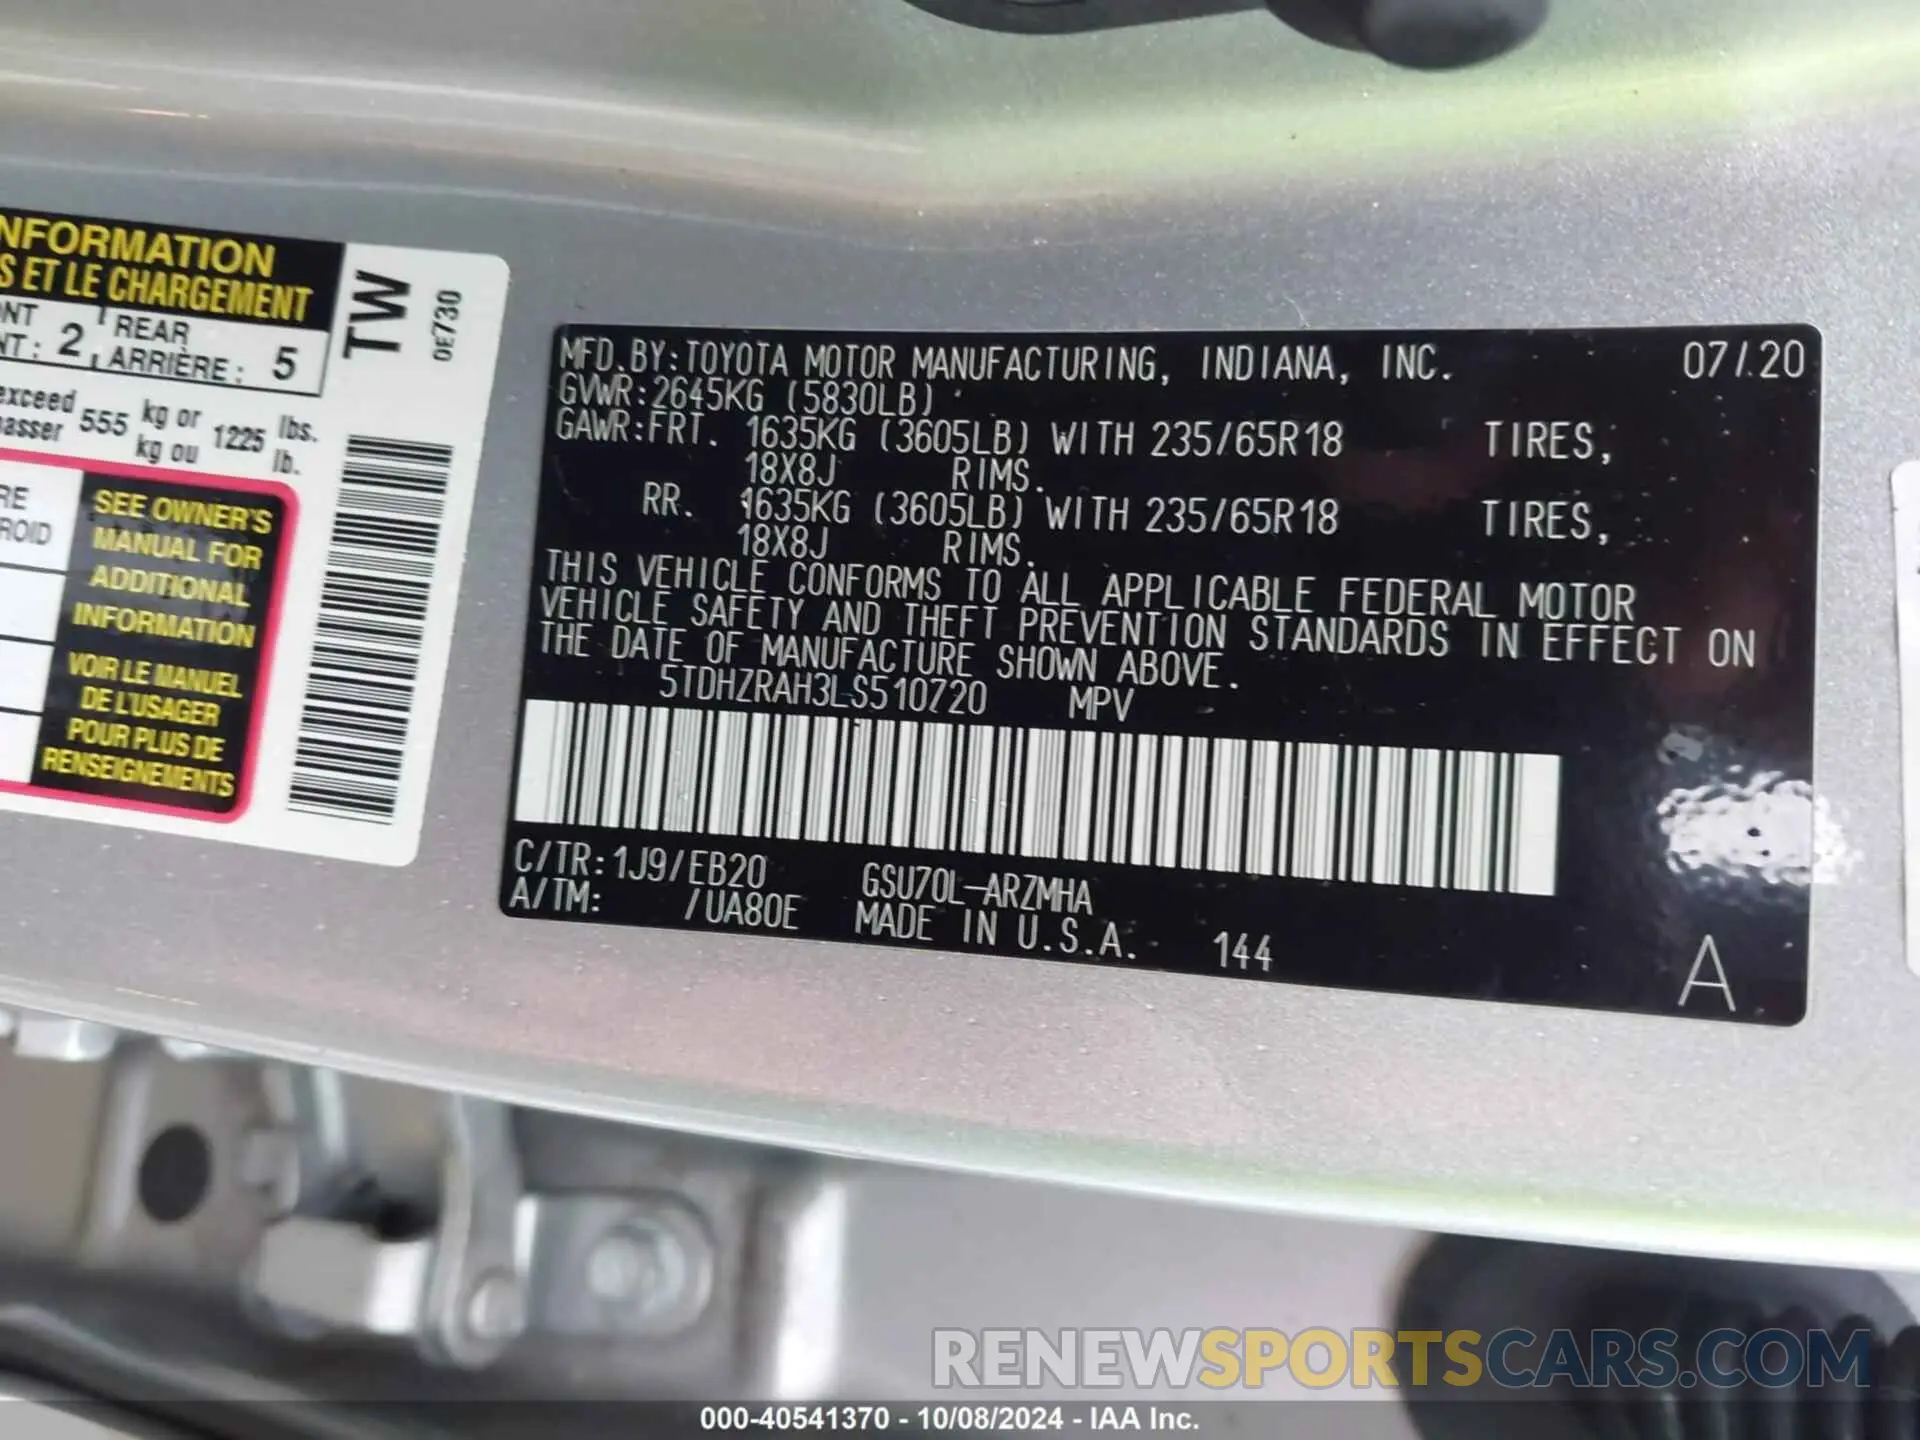 NFORMATION
S ET LE CHARGEMENT
REAR
2
ARRIÈRE : 5
exceed
555 kg or 1225 lbs.
asser
kg ou
lb.
TW
0E730
SEE OWNER'S
MANUAL FOR
ADDITIONAL
INFORMATION
VOIR LE MANUEL
DE L'USAGER
POUR PLUS DE
RENSEIGNEMENTS
MFD.BY:TOYOTA MOTOR MANUFACTURING, INDIANA, INC. 07/20
GVWR:2645KG (5830LB)
GAWR:FRT. 1635KG (3605LB) WITH 235/65R18 TIRES,
18X8J RIMS.
RR. 1635KG (3605LB) WITH 235/65R18 TIRES,
18X8J RIMS.
THIS VEHICLE CONFORMS TO ALL APPLICABLE FEDERAL MOTOR
VEHICLE SAFETY AND THEFT PREVENTION STANDARDS IN EFFECT ON
THE DATE OF MANUFACTURE SHOWN ABOVE.
5TDHZRAH3LS510720 MPV
C/TR:1J9/EB20 GSU70L-ARZMHA
A/TM: /UA80E MADE IN U.S.A. 144
A
RENEWSPORTSCARS.COM
000-40541370 - 10/08/2024 - IAA Inc.